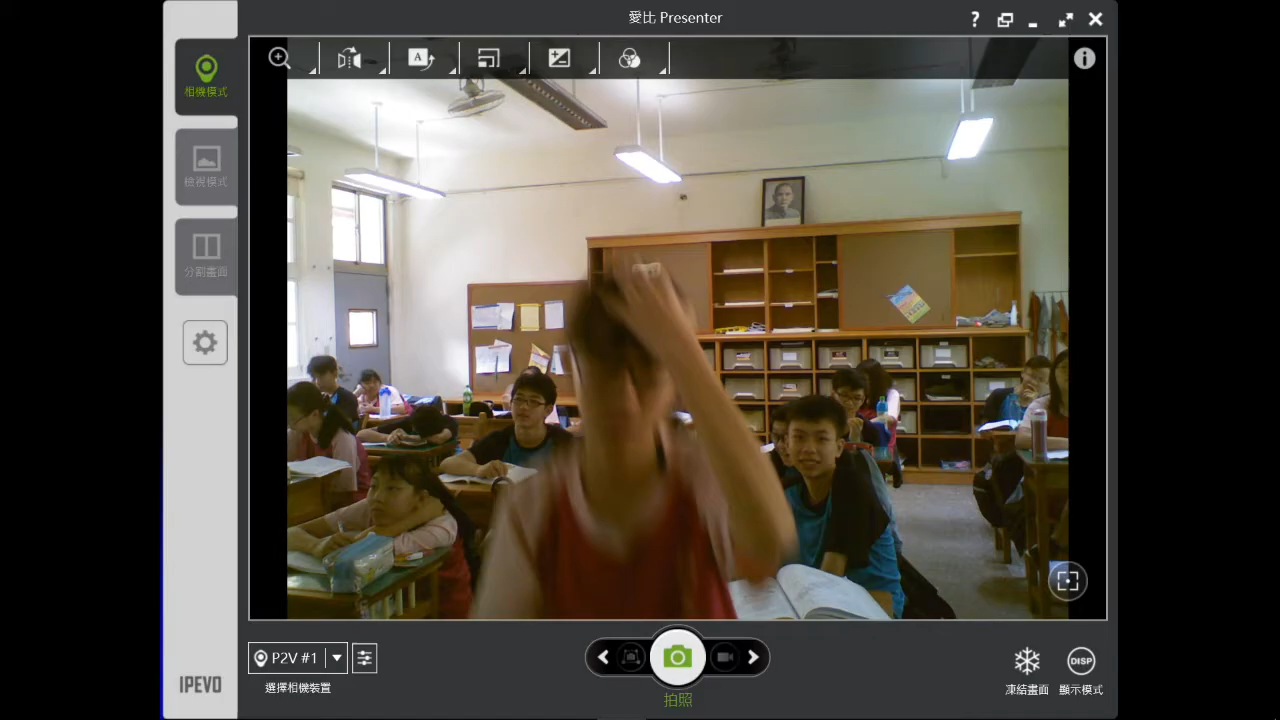 愛比 Presenter
?
A
i
相機模式
檢視模式
分割畫面
P2V #1
選擇相機裝置
拍照
DISP
凍結畫面
顯示模式
IPEVO